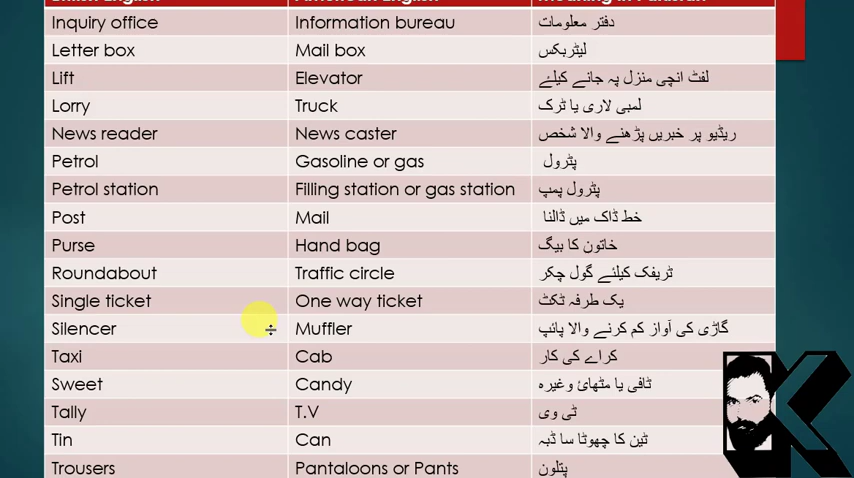 Inquiry office Information bureau دفتر معلومات
Letter box Mail box لیٹربکس
Lift Elevator لفٹ انچی منزل پہ جانے کیلئے
Lorry Truck لمبی لاری یا ٹرک
News reader News caster ریڈیو پر خبریں پڑھنے والا شخص
Petrol Gasoline or gas پٹرول
Petrol station Filling station or gas station پٹرول پمپ
Post Mail خط ڈاک میں ڈالنا
Purse Hand bag خاتون کا بیگ
Roundabout Traffic circle ٹریفک کیلئے گول چکر
Single ticket One way ticket یک طرفہ ٹکٹ
Silencer Muffler گاڑی کی آواز کم کرنے والا پائپ
Taxi Cab کراے کی کار
Sweet Candy ٹافی یا مٹھائ وغیرہ
Tally T.V ٹی وی
Tin Can ٹین کا چھوٹا سا ڈبہ
Trousers Pantaloons or Pants پتلون